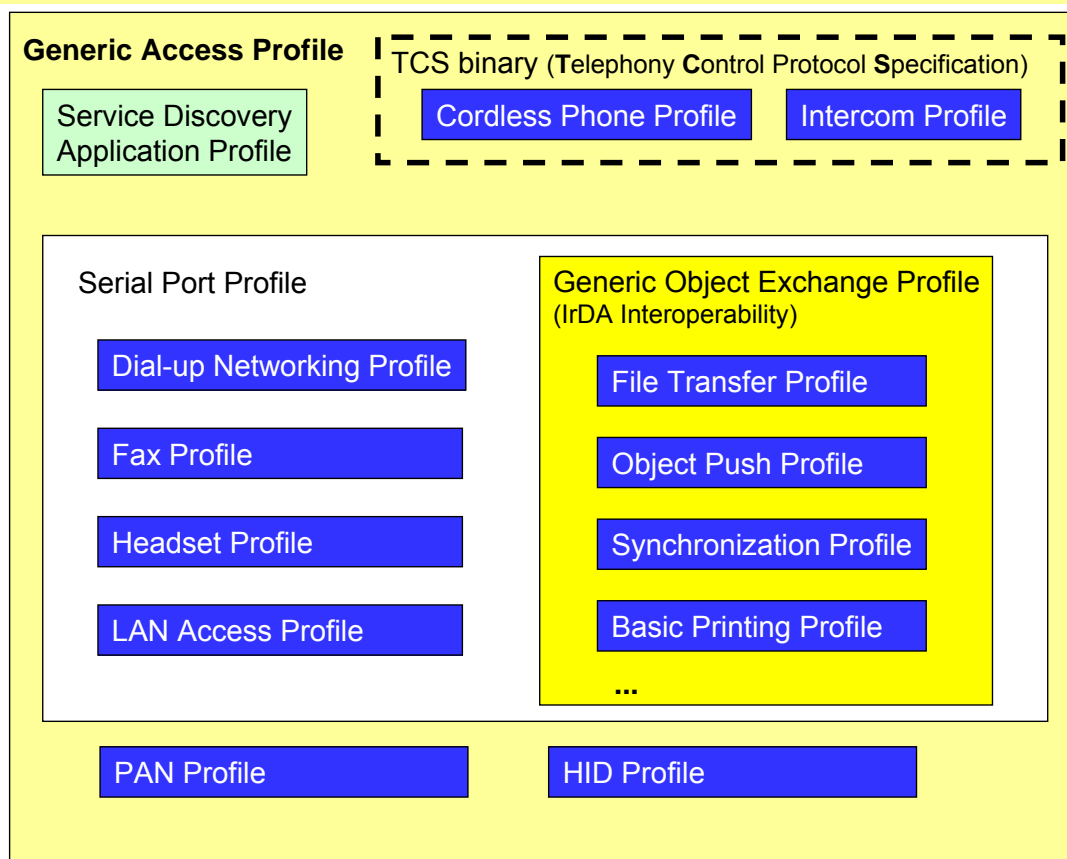 Generic Access Profile
TCS binary (Telephony Control Protocol Specification)
Service Discovery
Application Profile
Cordless Phone Profile
Intercom Profile
Serial Port Profile
Dial-up Networking Profile
Fax Profile
Headset Profile
LAN Access Profile
Generic Object Exchange Profile
(IrDA Interoperability)
File Transfer Profile
Object Push Profile
Synchronization Profile
Basic Printing Profile
...
PAN Profile
HID Profile